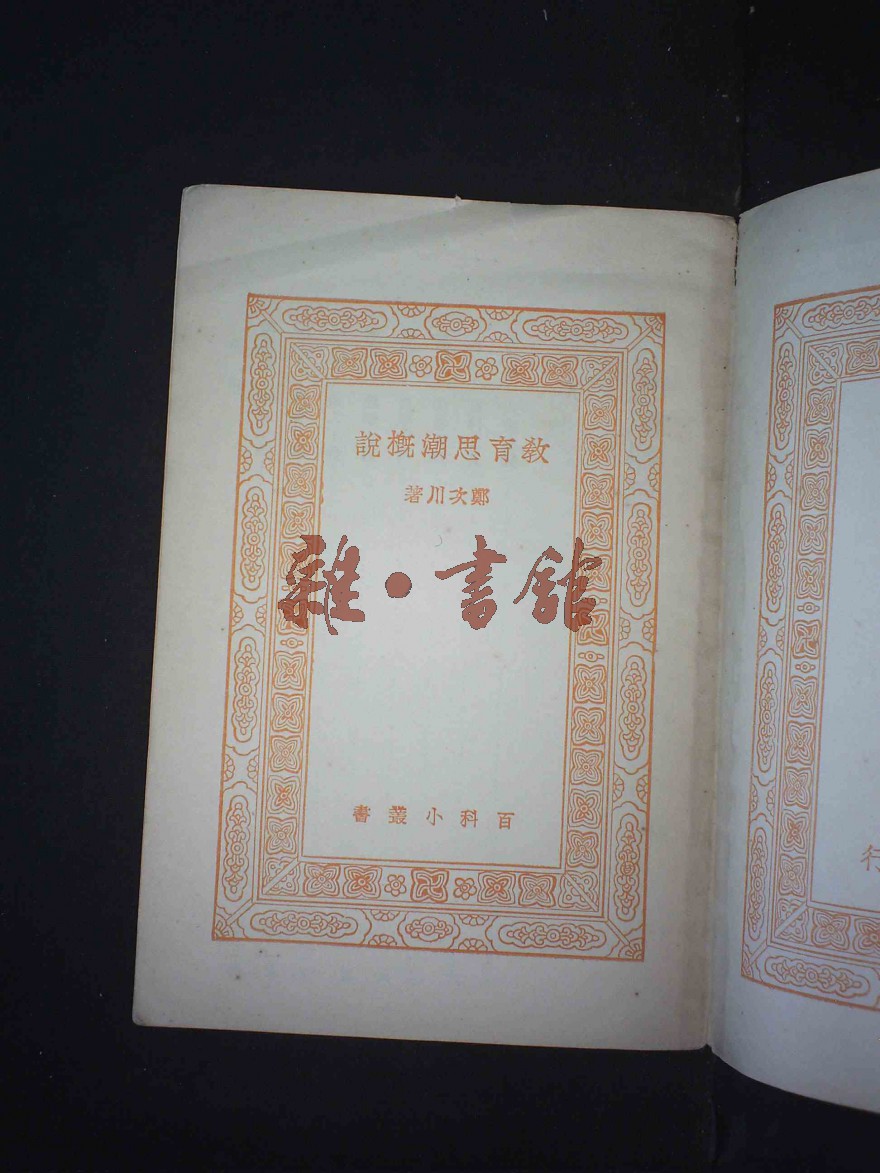 教育思潮概說
鄭次川著
雜·書館
百科小叢書
行